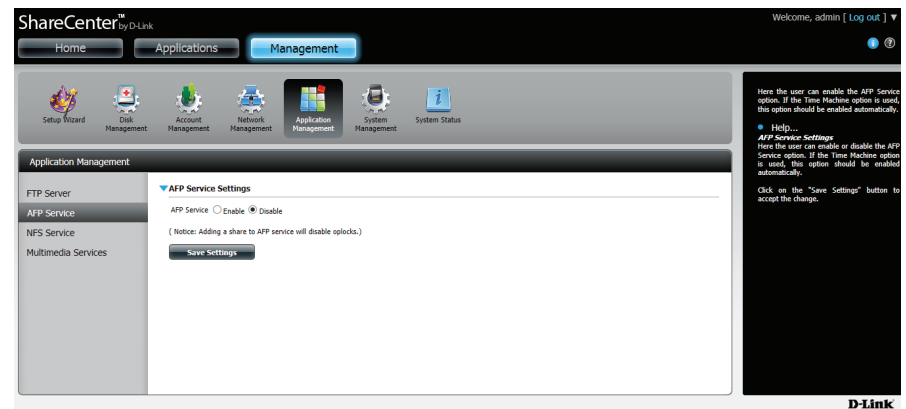 ShareCenter™ by D-Link
Welcome, admin [ Log out ] ▼
Home
Applications
Management
Setup Wizard
Disk
Management
Account
Management
Network
Management
Application
Management
System
Management
System Status
Application Management
FTP Server
AFP Service
NFS Service
Multimedia Services
AFP Service Settings
AFP Service Enable Disable
( Notice: Adding a share to AFP service will disable oplocks.)
Save Settings
Here the user can enable the AFP Service
option. If the Time Machine option is used,
this option should be enabled automatically.
Help...
AFP Service Settings
Here the user can enable or disable the AFP
Service option. If the Time Machine option
is used, this option should be enabled
automatically.
Click on the "Save Settings" button to
accept the change.
D-Link